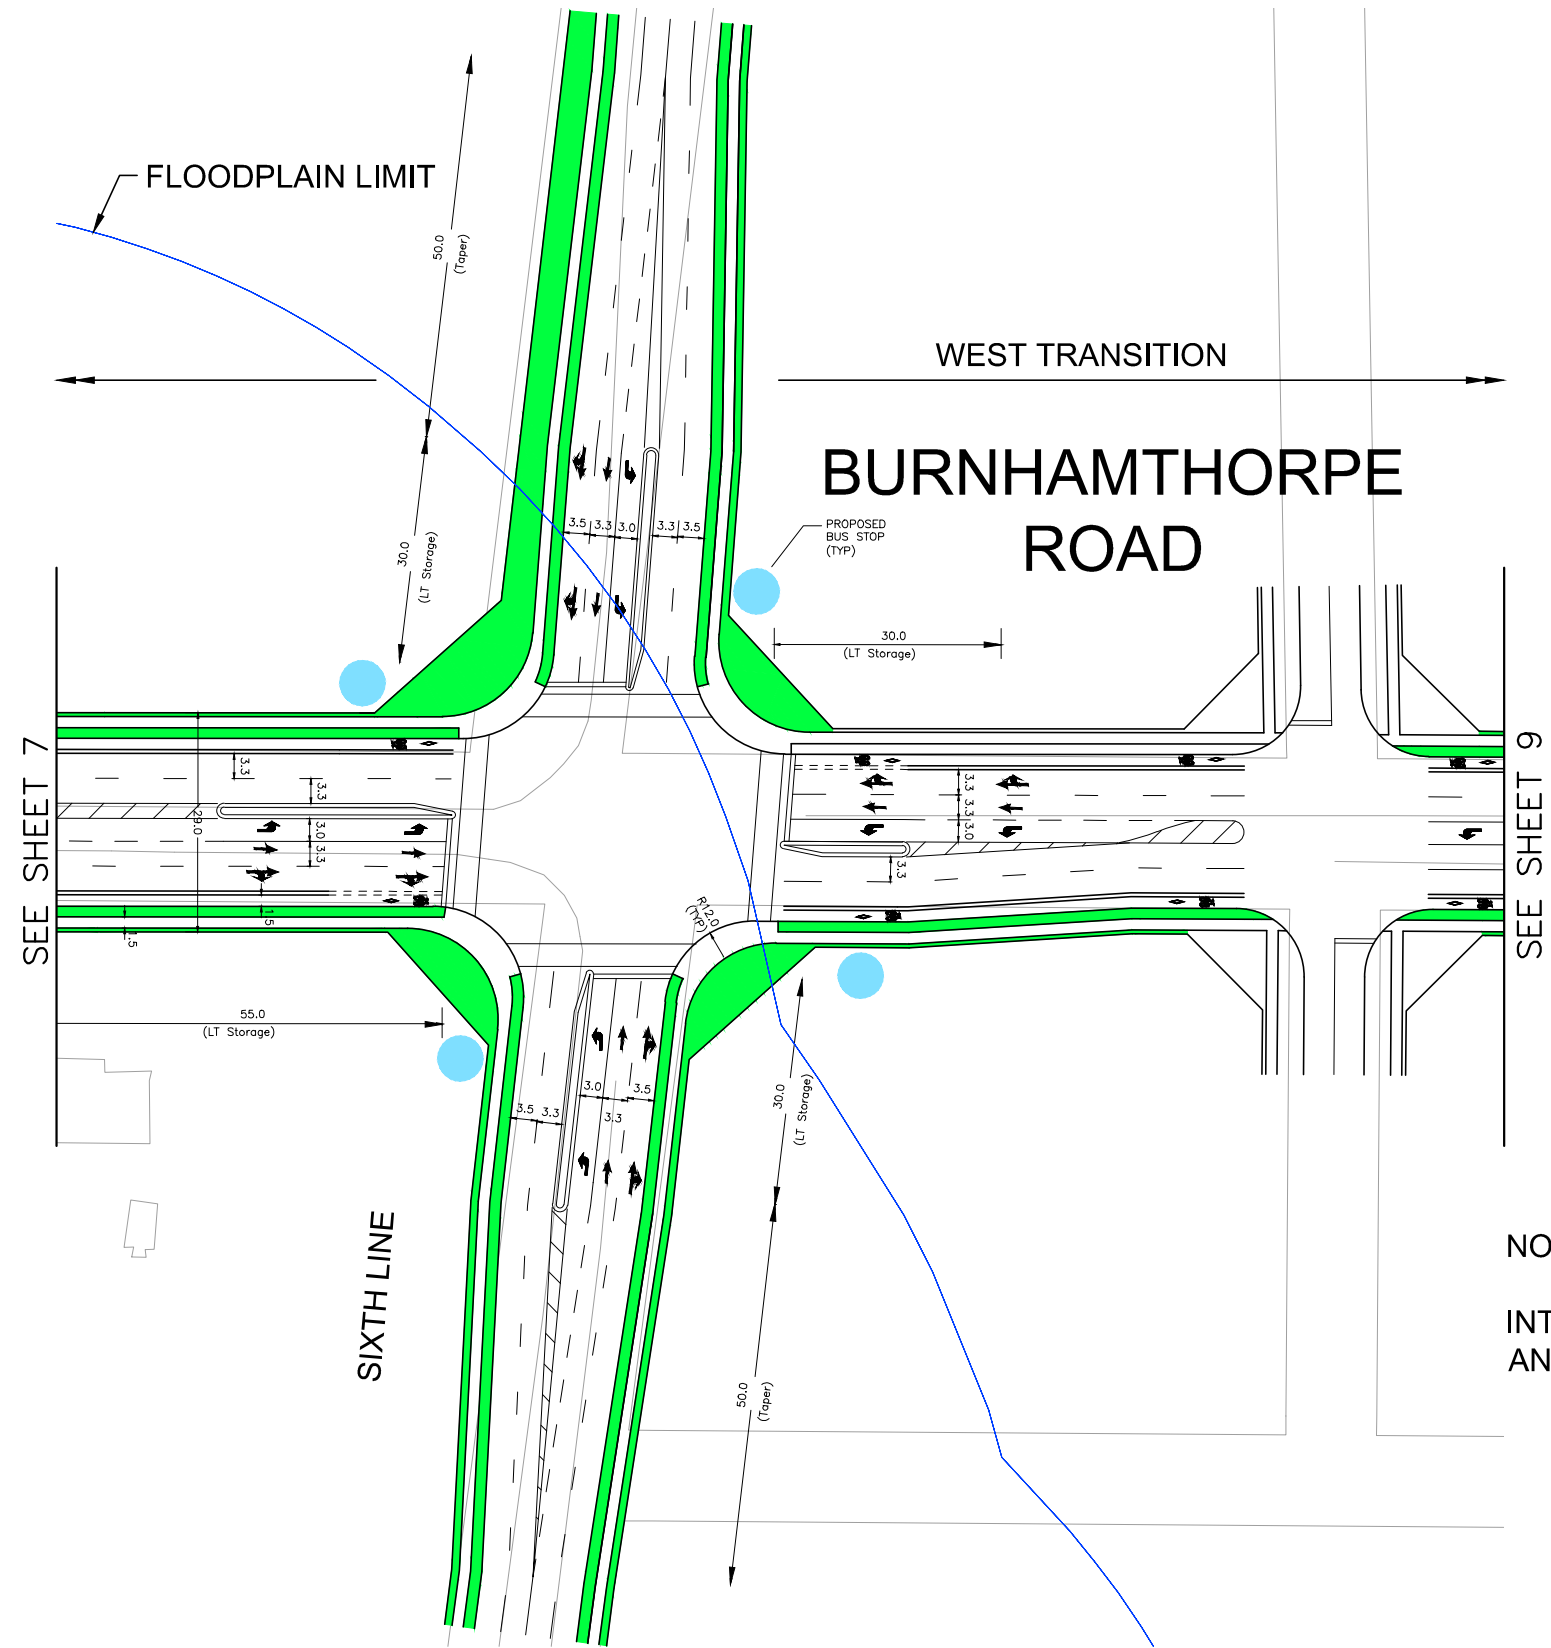 FLOODPLAIN LIMIT
50.0
(Taper)
WEST TRANSITION
BURNHAMTHORPE
ROAD
PROPOSED
BUS STOP
(TYP)
3.5 3.3 3.0 3.3 3.5
30.0
(LT Storage)
30.0
(LT Storage)
SEE SHEET 7
3.3
3.3
29.0
3.0
3.3
1.5
1.5
3.3
3.3
3.0
3.3
SEE SHEET 9
R12.0
(TYP)
55.0
(LT Storage)
3.0 3.5
3.5 3.3 3.3
30.0
(LT Storage)
SIXTH LINE
50.0
(Taper)
NO
INT
AN